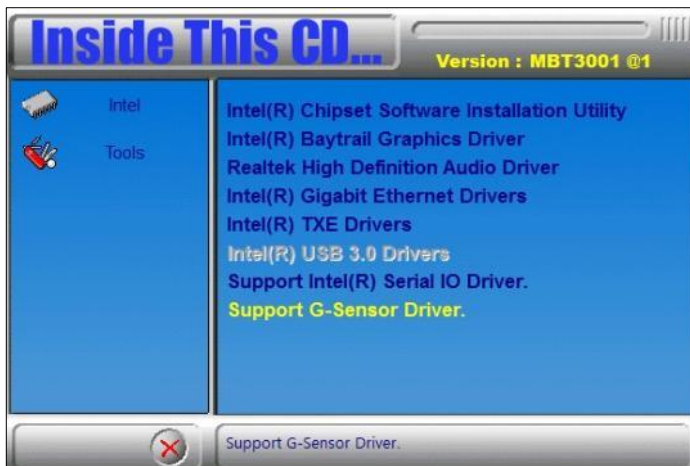 Inside This CD...
Version : MBT3001 @1
Intel
Tools
Intel(R) Chipset Software Installation Utility
Intel(R) Baytrail Graphics Driver
Realtek High Definition Audio Driver
Intel(R) Gigabit Ethernet Drivers
Intel(R) TXE Drivers
Intel(R) USB 3.0 Drivers
Support Intel(R) Serial IO Driver.
Support G-Sensor Driver.
Support G-Sensor Driver.